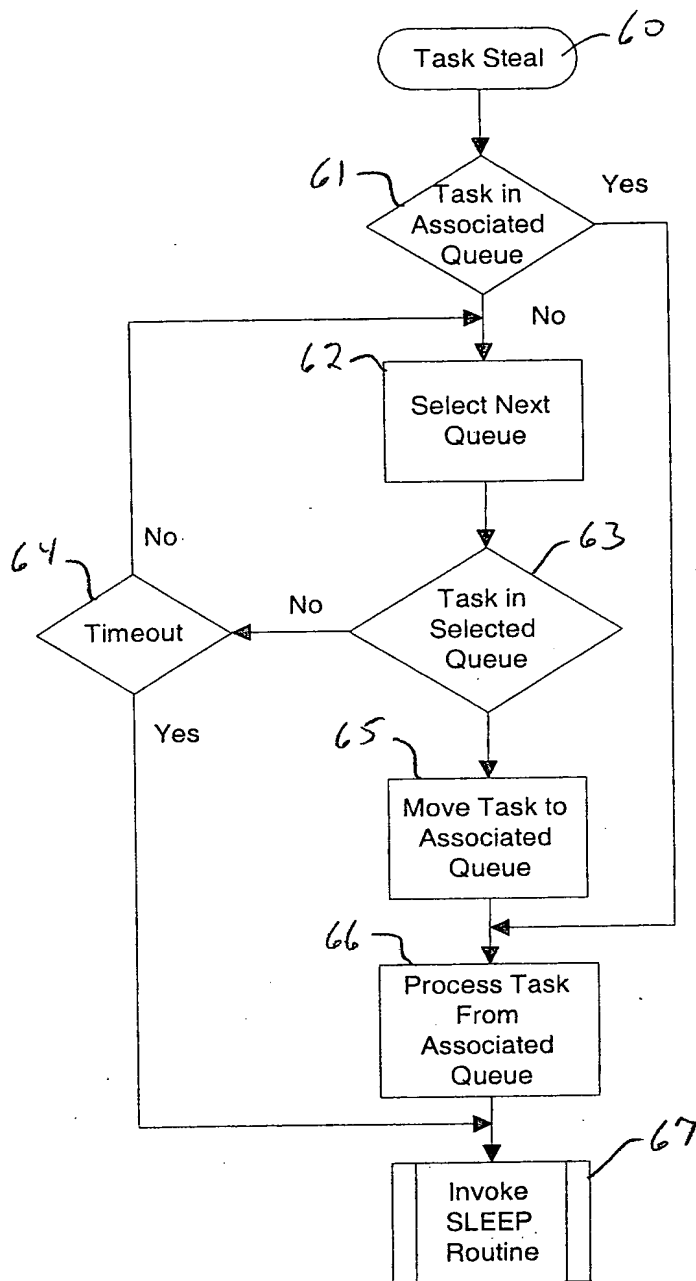 60
Task Steal
61
Task in
Associated
Queue
Yes
No
62
Select Next
Queue
No
64
63
Timeout
No
Task in
Selected
Queue
Yes
65
Move Task to
Associated
Queue
66
Process Task
From
Associated
Queue
67
Invoke
SLEEP
Routine